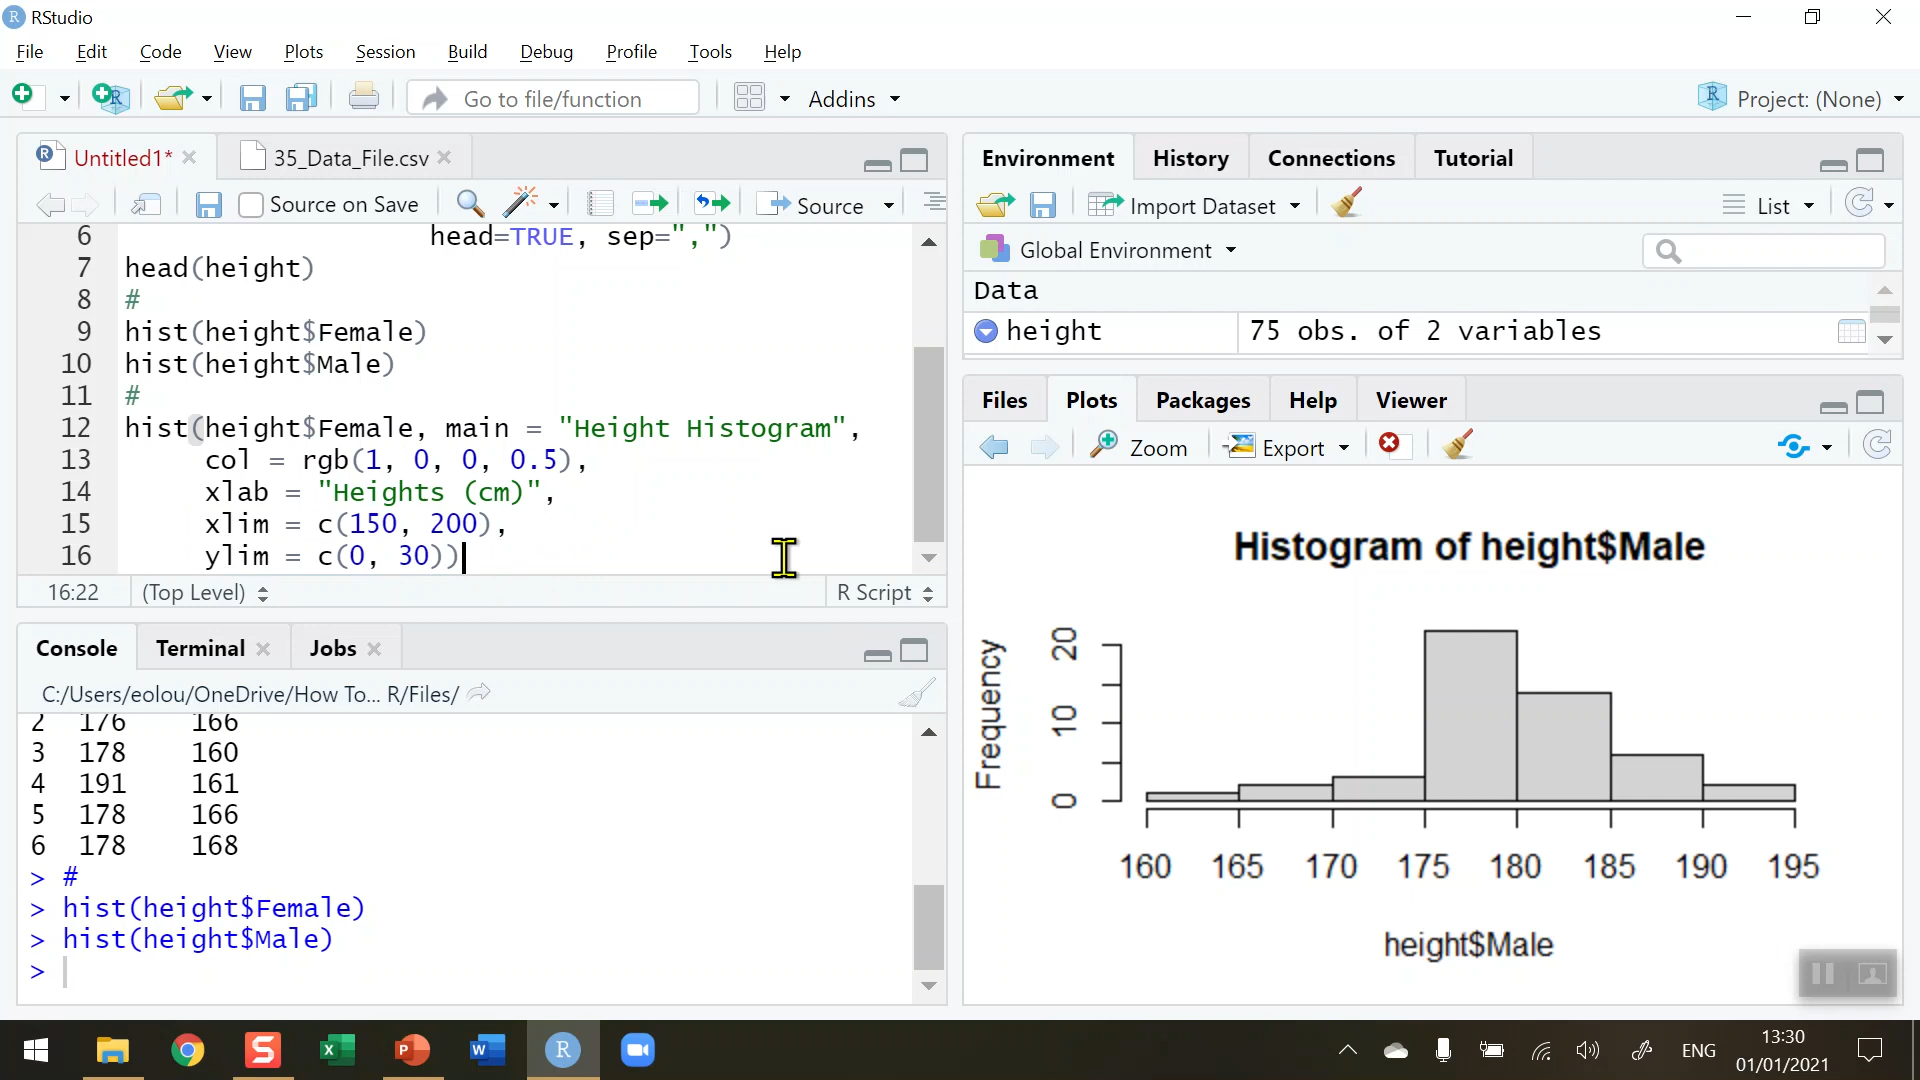 RStudio
File Edit Code View Plots Session Build Debug Profile Tools Help
Go to file/function Addins Project: (None)
Untitled1* 35_Data_File.csv
Source on Save Source
6 head=TRUE, sep=",")
7 head(height)
8 #
9 hist(height$Female)
10 hist(height$Male)
11 #
12 hist(height$Female, main = "Height Histogram",
13 col = rgb(1, 0, 0, 0.5),
14 xlab = "Heights (cm)",
15 xlim = c(150, 200),
16 ylim = c(0, 30))
16:22 (Top Level) R Script
Console Terminal Jobs
C:/Users/eolou/OneDrive/How To... R/Files/
2 176 166
3 178 160
4 191 161
5 178 166
6 178 168
> #
> hist(height$Female)
> hist(height$Male)
>
Environment History Connections Tutorial
Import Dataset List
Global Environment
Data
height 75 obs. of 2 variables
Files Plots Packages Help Viewer
Zoom Export
Histogram of height$Male
Frequency
20
10
0
160 165 170 175 180 185 190 195
height$Male
ENG
13:30
01/01/2021